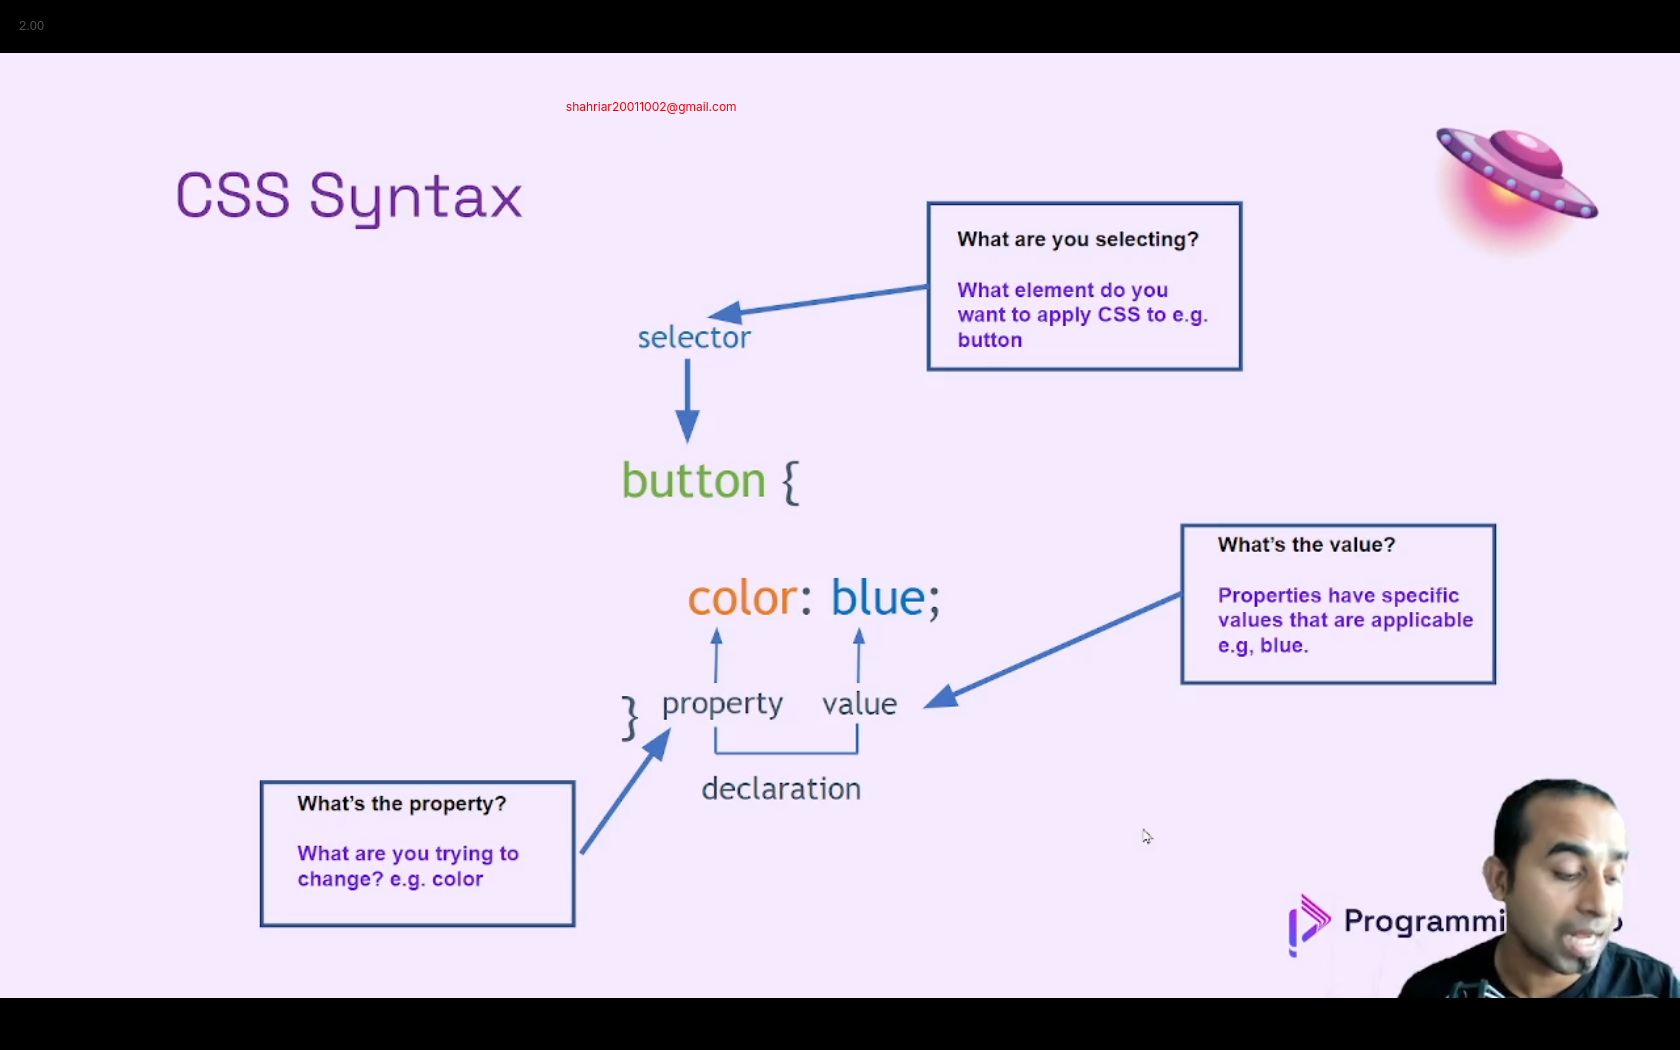 2.00
shahriar20011002@gmail.com
CSS Syntax
What are you selecting?
What element do you
want to apply CSS to e.g.
button
selector
button {
color: blue;
What's the value?
Properties have specific
values that are applicable
e.g, blue.
} property value
declaration
What's the property?
What are you trying to
change? e.g. color